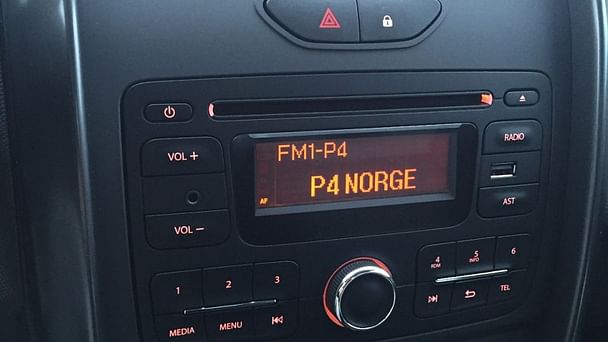 FM1-P4
P4 NORGE
AF
VOL +
VOL −
RADIO
AST
1
2
3
MEDIA
MENU
4
RDM
5
INFO
6
TEL